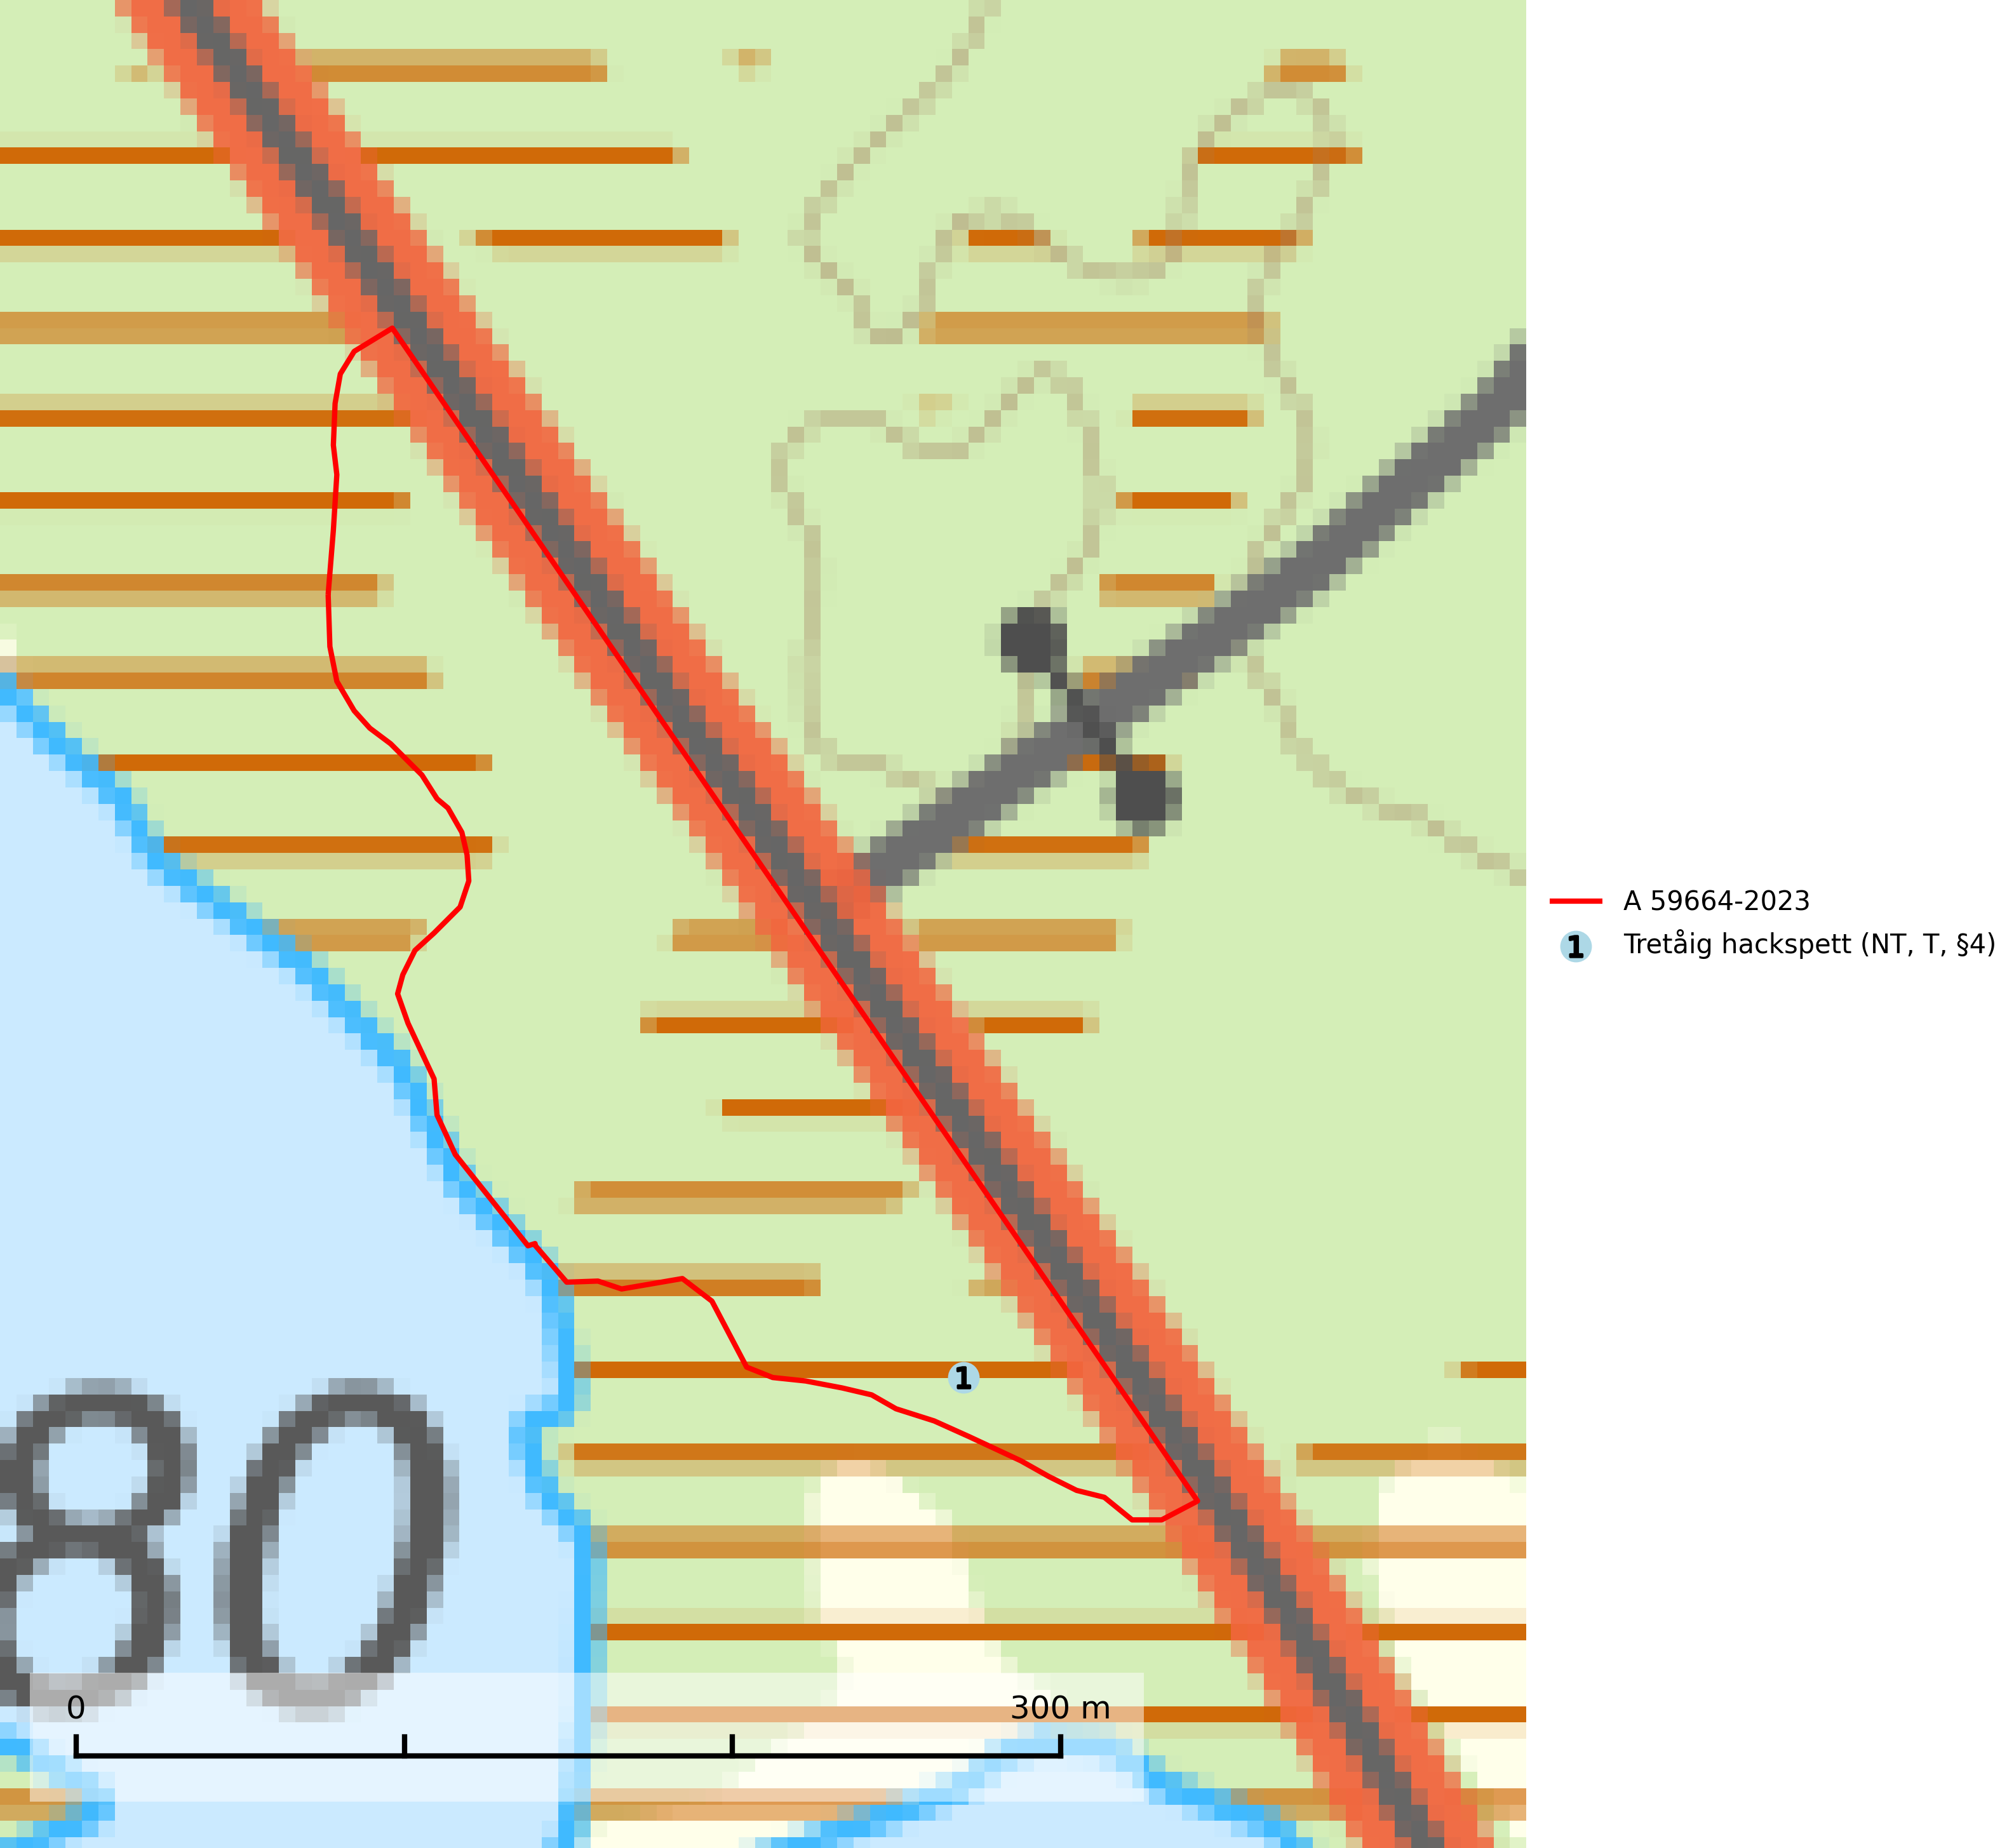 A 59664-2023
1 Tretåig hackspett (NT, T, §4)
1
80
0 300 m